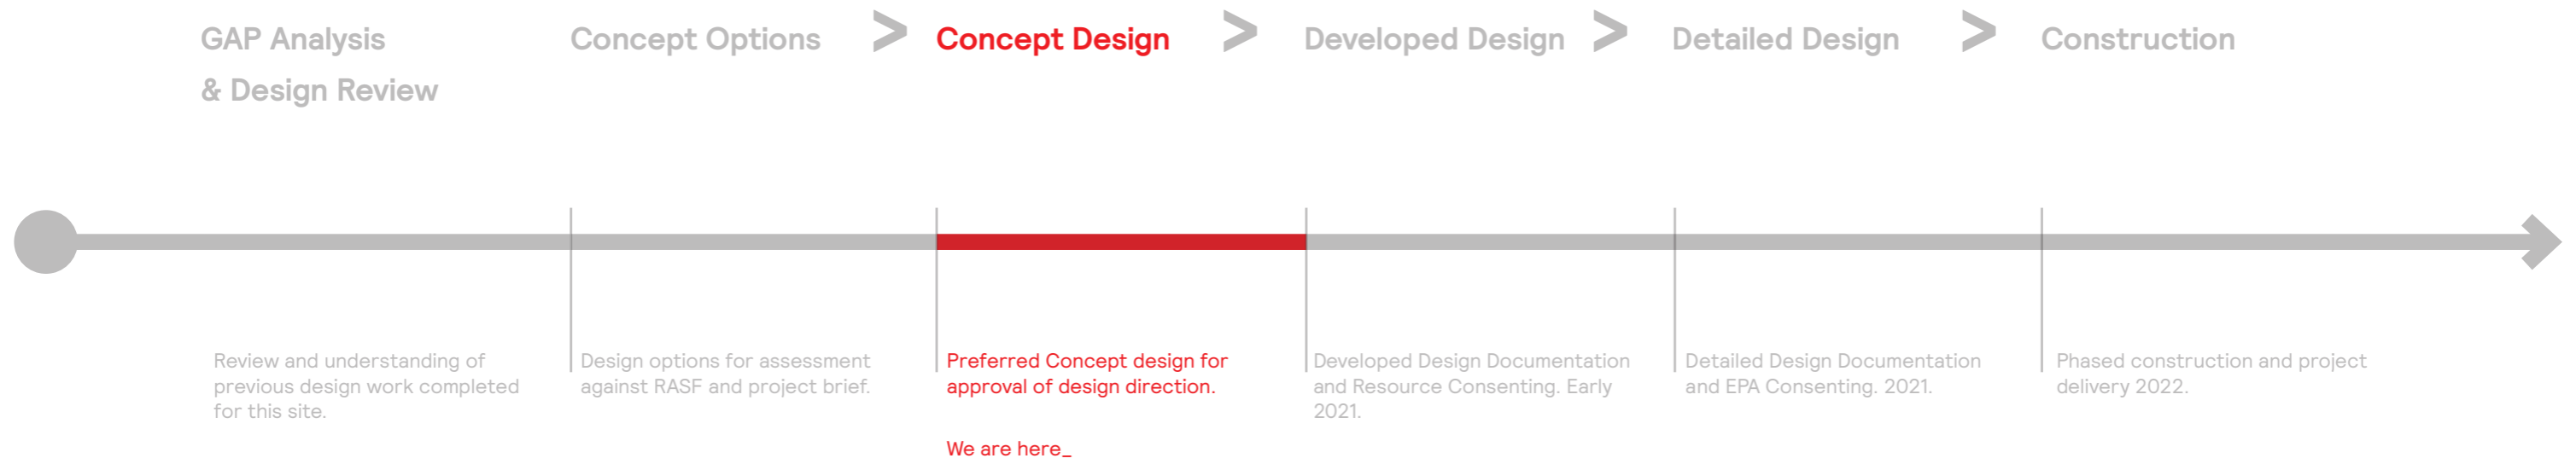 GAP Analysis
& Design Review
Concept Options >
Concept Design >
Developed Design >
Detailed Design >
Construction
Review and understanding of
previous design work completed
for this site.
Design options for assessment
against RASF and project brief.
Preferred Concept design for
approval of design direction.
We are here_
Developed Design Documentation
and Resource Consenting. Early
2021.
Detailed Design Documentation
and EPA Consenting. 2021.
Phased construction and project
delivery 2022.